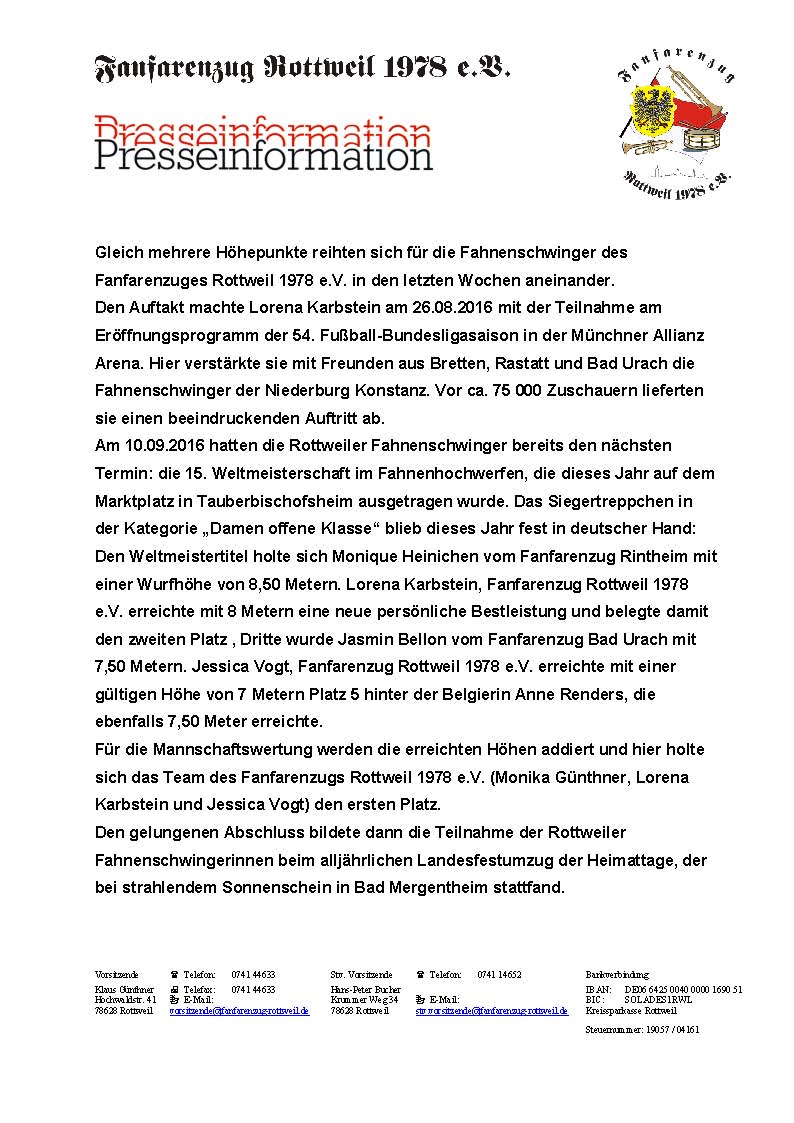 Fanfarenzug Rottweil 1978 e.V.
Fanfarenzug
Rottweil 1978 e.V.
Presseinformation
Presseinformation
Gleich mehrere Höhepunkte reihten sich für die Fahnenschwinger des
Fanfarenzuges Rottweil 1978 e.V. in den letzten Wochen aneinander.
Den Auftakt machte Lorena Karbstein am 26.08.2016 mit der Teilnahme am
Eröffnungsprogramm der 54. Fußball-Bundesligasaison in der Münchner Allianz
Arena. Hier verstärkte sie mit Freunden aus Bretten, Rastatt und Bad Urach die
Fahnenschwinger der Niederburg Konstanz. Vor ca. 75 000 Zuschauern lieferten
sie einen beeindruckenden Auftritt ab.
Am 10.09.2016 hatten die Rottweiler Fahnenschwinger bereits den nächsten
Termin: die 15. Weltmeisterschaft im Fahnenhochwerfen, die dieses Jahr auf dem
Marktplatz in Tauberbischofsheim ausgetragen wurde. Das Siegertreppchen in
der Kategorie „Damen offene Klasse“ blieb dieses Jahr fest in deutscher Hand:
Den Weltmeistertitel holte sich Monique Heinichen vom Fanfarenzug Rintheim mit
einer Wurfhöhe von 8,50 Metern. Lorena Karbstein, Fanfarenzug Rottweil 1978
e.V. erreichte mit 8 Metern eine neue persönliche Bestleistung und belegte damit
den zweiten Platz , Dritte wurde Jasmin Bellon vom Fanfarenzug Bad Urach mit
7,50 Metern. Jessica Vogt, Fanfarenzug Rottweil 1978 e.V. erreichte mit einer
gültigen Höhe von 7 Metern Platz 5 hinter der Belgierin Anne Renders, die
ebenfalls 7,50 Meter erreichte.
Für die Mannschaftswertung werden die erreichten Höhen addiert und hier holte
sich das Team des Fanfarenzugs Rottweil 1978 e.V. (Monika Günthner, Lorena
Karbstein und Jessica Vogt) den ersten Platz.
Den gelungenen Abschluss bildete dann die Teilnahme der Rottweiler
Fahnenschwingerinnen beim alljährlichen Landesfestumzug der Heimattage, der
bei strahlendem Sonnenschein in Bad Mergentheim stattfand.
Vorsitzende ☎ Telefon: 0741 44633 Stv. Vorsitzende ☎ Telefon: 0741 14652 Bankverbindung
Klaus Günthner Telefax: 0741 44633 Hans-Peter Bucher IBAN: DE06 6425 0040 0000 1690 51
Hochwaldstr. 41 E-Mail: Krummer Weg 34 E-Mail: BIC: SOLADES1RWL
78628 Rottweil vorsitzende@fanfarenzug-rottweil.de 78628 Rottweil stv.vorsitzende@fanfarenzug-rottweil.de Kreissparkasse Rottweil
Steuernummer: 19057 / 04161